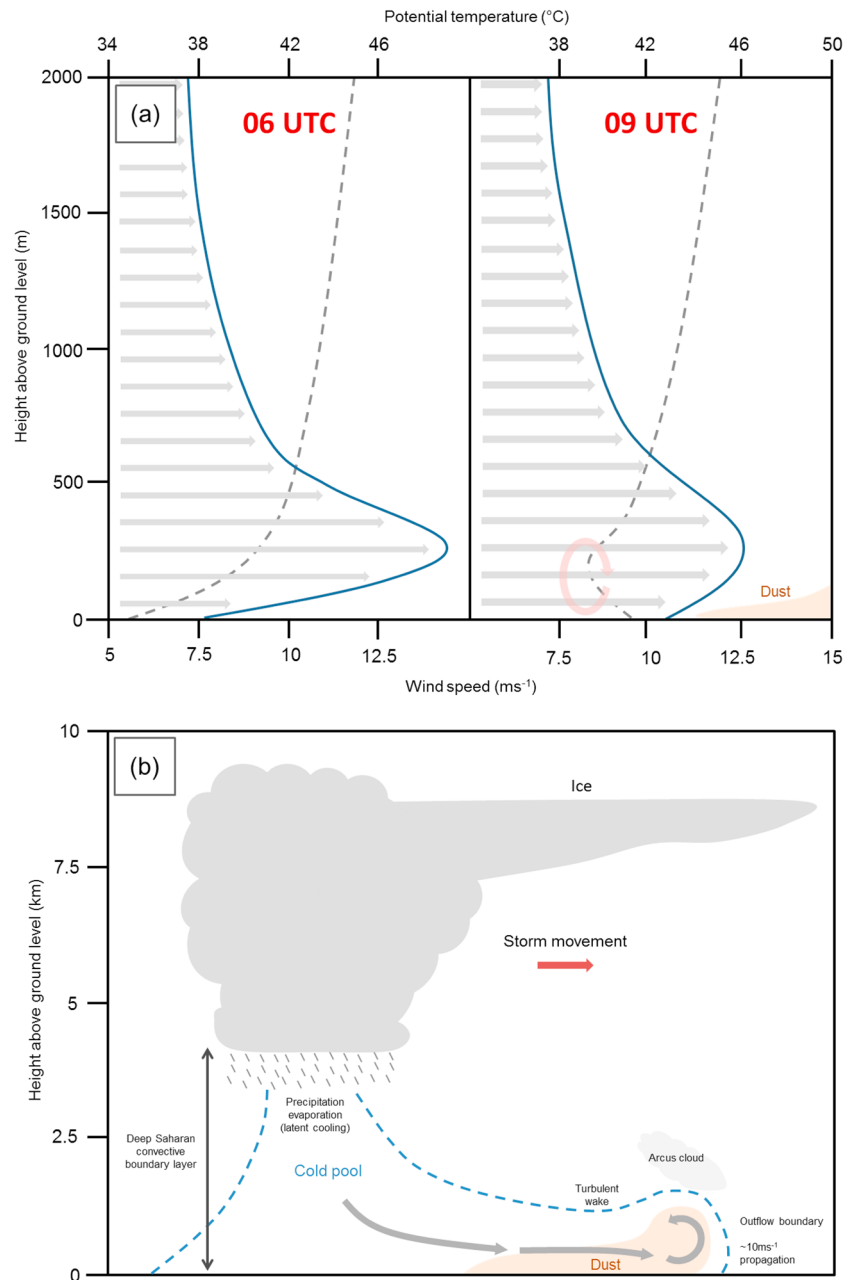 Potential temperature (°C)
34 38 42 46 38 42 46 50
2000
(a)
06 UTC
09 UTC
1500
Height above ground level (m)
1000
500
Dust
0
5 7.5 10 12.5 7.5 10 12.5 15
Wind speed (ms⁻¹)
10
(b)
Ice
7.5
Height above ground level (km)
Storm movement
5
Precipitation
evaporation
(latent cooling)
2.5
Deep Saharan
convective
boundary layer
Cold pool
Arcus cloud
Turbulent
wake
Outflow boundary
~10ms⁻¹
propagation
Dust
0